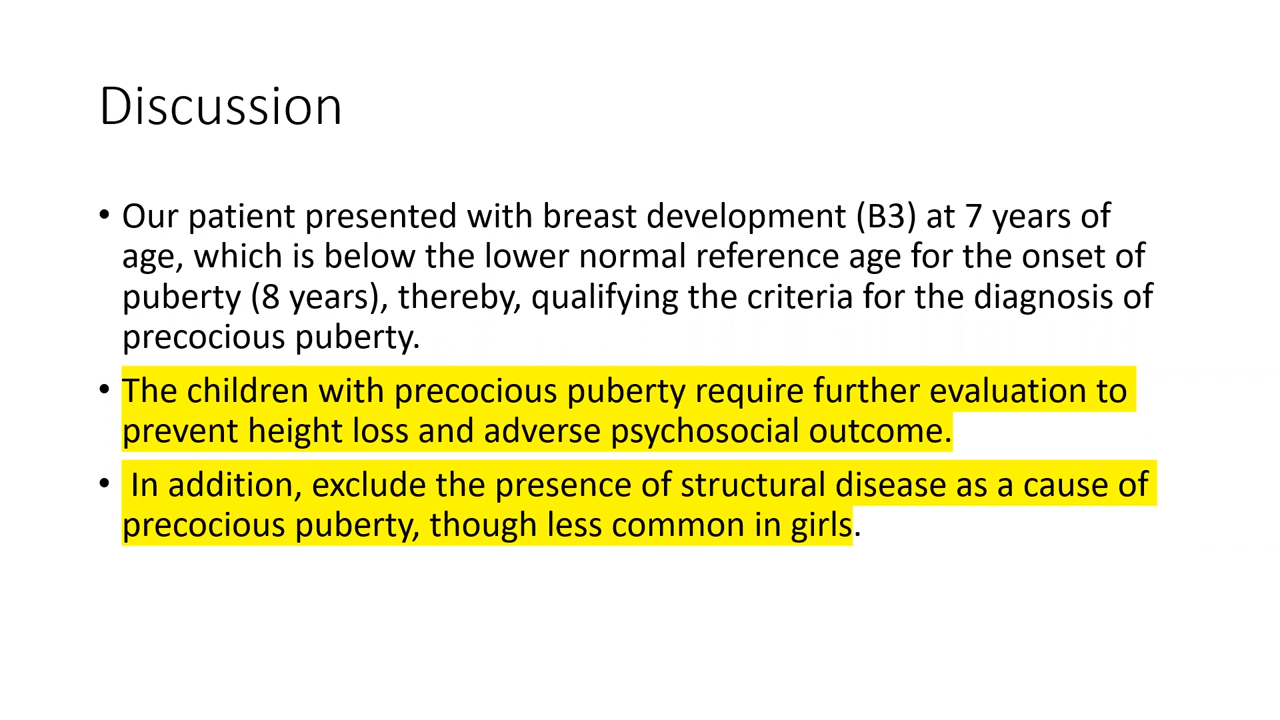 Discussion
• Our patient presented with breast development (B3) at 7 years of
age, which is below the lower normal reference age for the onset of
puberty (8 years), thereby, qualifying the criteria for the diagnosis of
precocious puberty.
• The children with precocious puberty require further evaluation to
prevent height loss and adverse psychosocial outcome.
• In addition, exclude the presence of structural disease as a cause of
precocious puberty, though less common in girls.